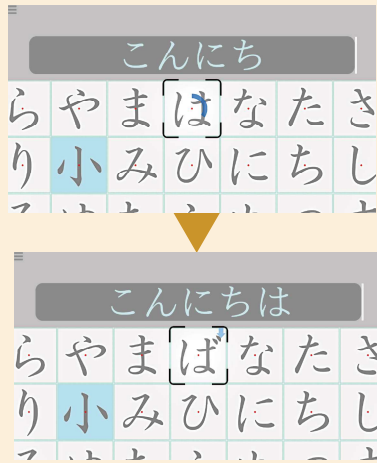 こんにち
ら や ま は な た さ
り 小 み ひ に ち し
こんにちは
ら や ま ば な た さ
り 小 み ひ に ち し